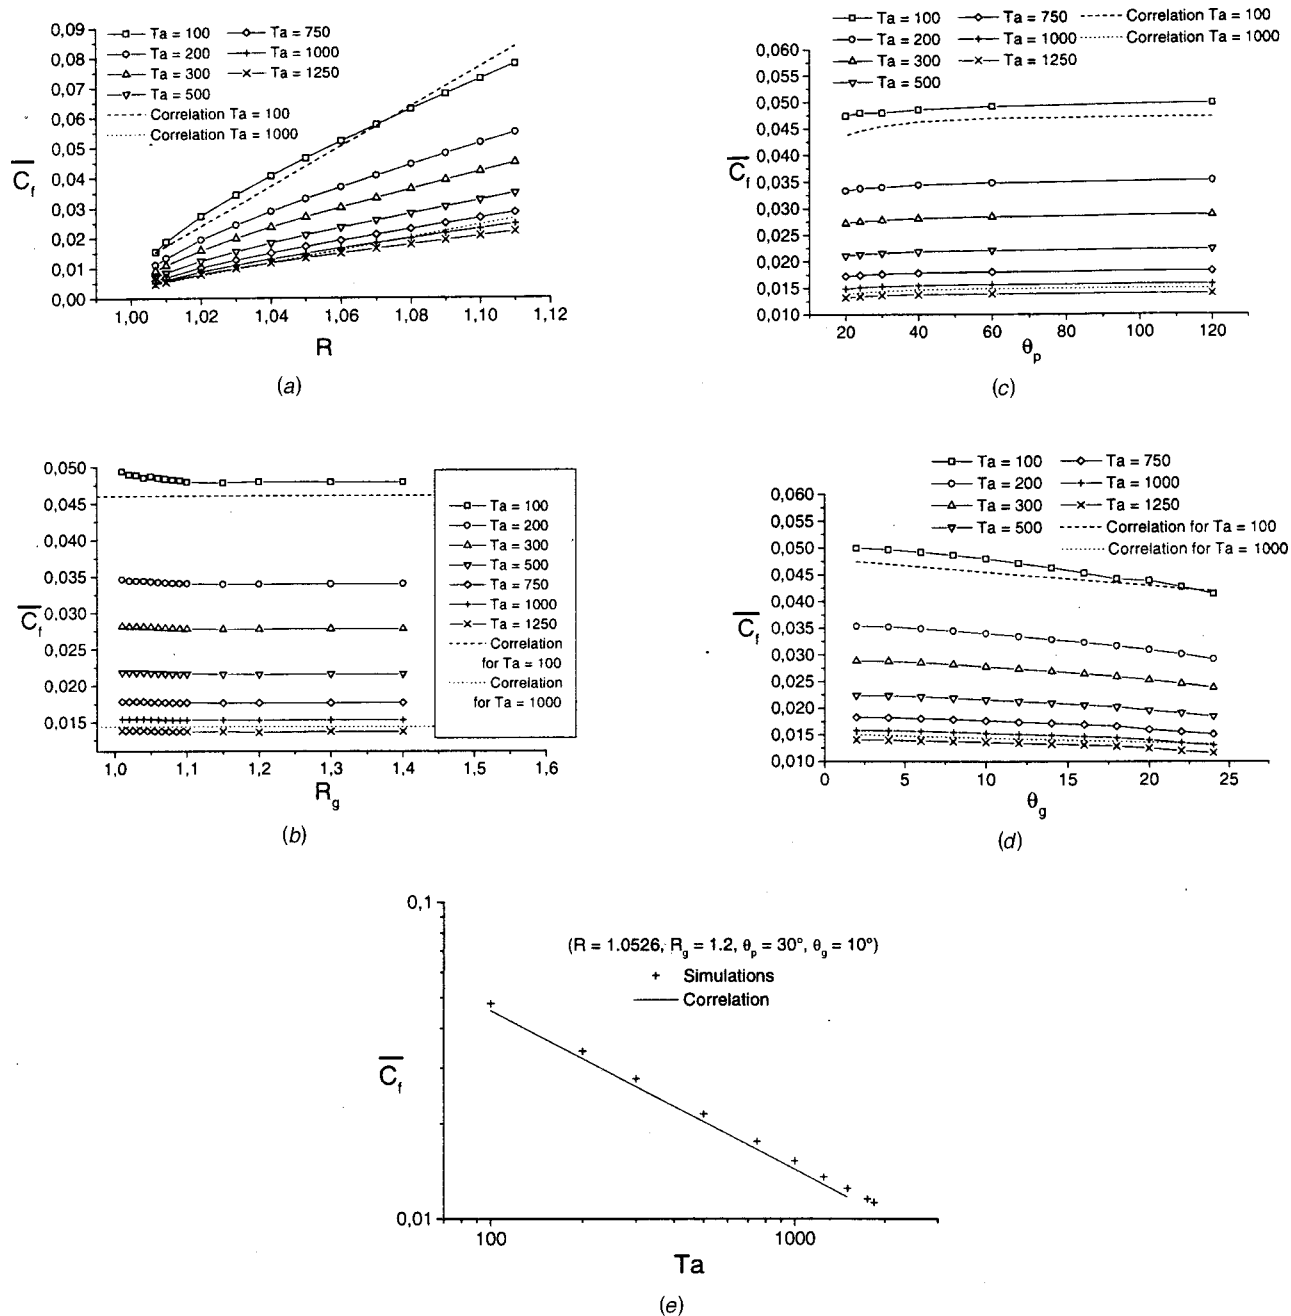 Ta = 100 Ta = 750
Ta = 200 Ta = 1000
Ta = 300 Ta = 1250
Ta = 500
Correlation Ta = 100
Correlation Ta = 1000
0,09
0,08
0,07
0,06
0,05
0,04
0,03
0,02
0,01
0,00
C_f
1,00 1,02 1,04 1,06 1,08 1,10 1,12
R
(a)
Ta = 100 Ta = 750 Correlation Ta = 100
Ta = 200 Ta = 1000 Correlation Ta = 1000
Ta = 300 Ta = 1250
Ta = 500
0,060
0,055
0,050
0,045
0,040
0,035
0,030
0,025
0,020
0,015
0,010
C_f
20 40 60 80 100 120
θ_p
(c)
0,050
0,045
0,040
0,035
0,030
0,025
0,020
0,015
C_f
Ta = 100
Ta = 200
Ta = 300
Ta = 500
Ta = 750
Ta = 1000
Ta = 1250
Correlation
for Ta = 100
Correlation
for Ta = 1000
1,0 1,1 1,2 1,3 1,4 1,5 1,6
R_g
(b)
Ta = 100 Ta = 750
Ta = 200 Ta = 1000
Ta = 300 Ta = 1250
Ta = 500 Correlation for Ta = 100
Correlation for Ta = 1000
0,060
0,055
0,050
0,045
0,040
0,035
0,030
0,025
0,020
0,015
0,010
C_f
0 5 10 15 20 25
θ_g
(d)
0,1
(R = 1.0526, R_g = 1.2, θ_p = 30°, θ_g = 10°)
Simulations
Correlation
C_f
0,01
100 1000
Ta
(e)